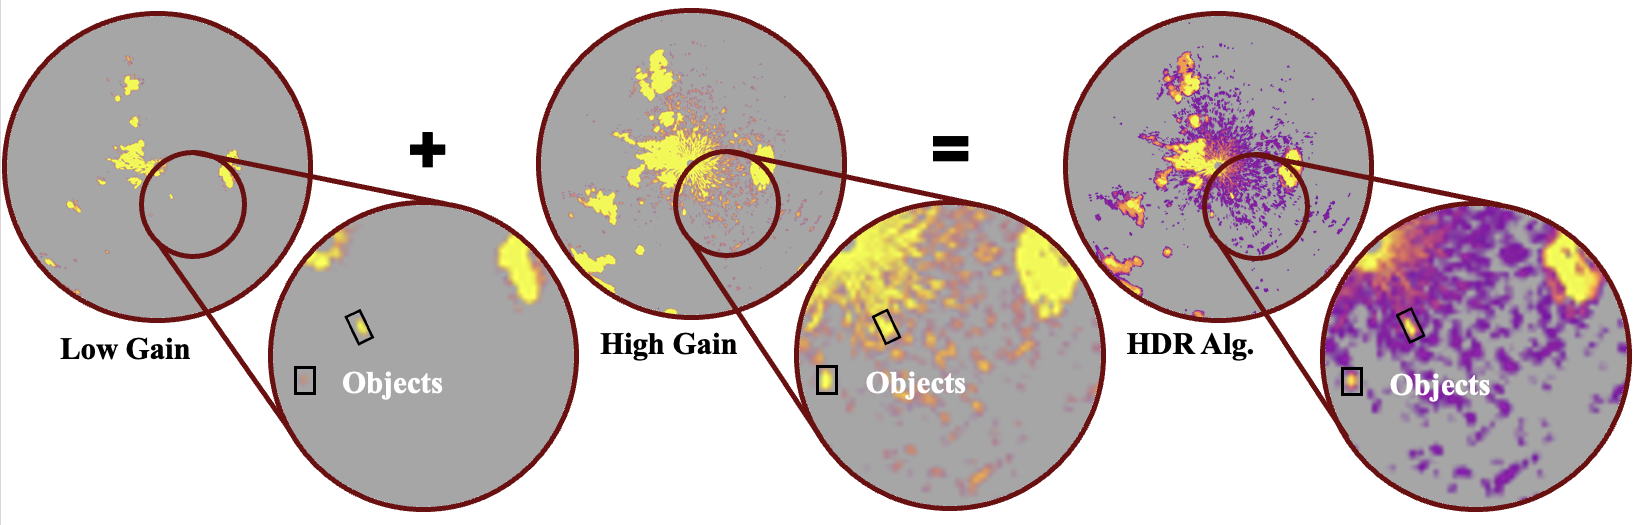 Low Gain
Objects
+
High Gain
Objects
=
HDR Alg.
Objects